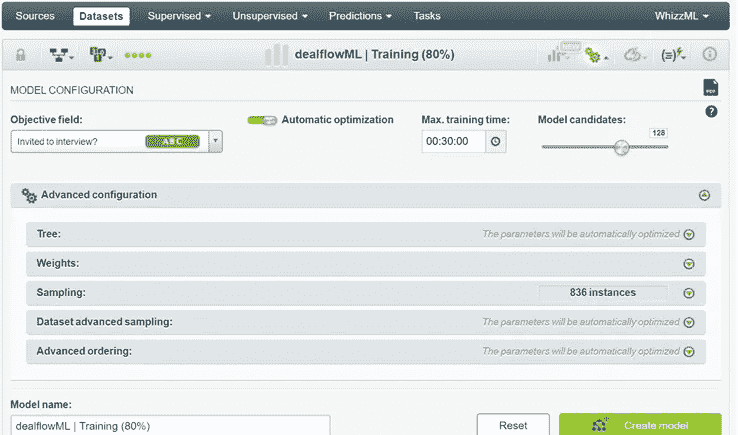 Sources Datasets Supervised Unsupervised Predictions Tasks WhizzML
dealflowML | Training (80%)
MODEL CONFIGURATION
Objective field: Automatic optimization Max. training time: Model candidates:
Invited to interview? ABC 00:30:00 128
Advanced configuration
Tree: The parameters will be automatically optimized
Weights:
Sampling: 836 instances
Dataset advanced sampling: The parameters will be automatically optimized
Advanced ordering: The parameters will be automatically optimized
Model name:
dealflowML | Training (80%) Reset Create model